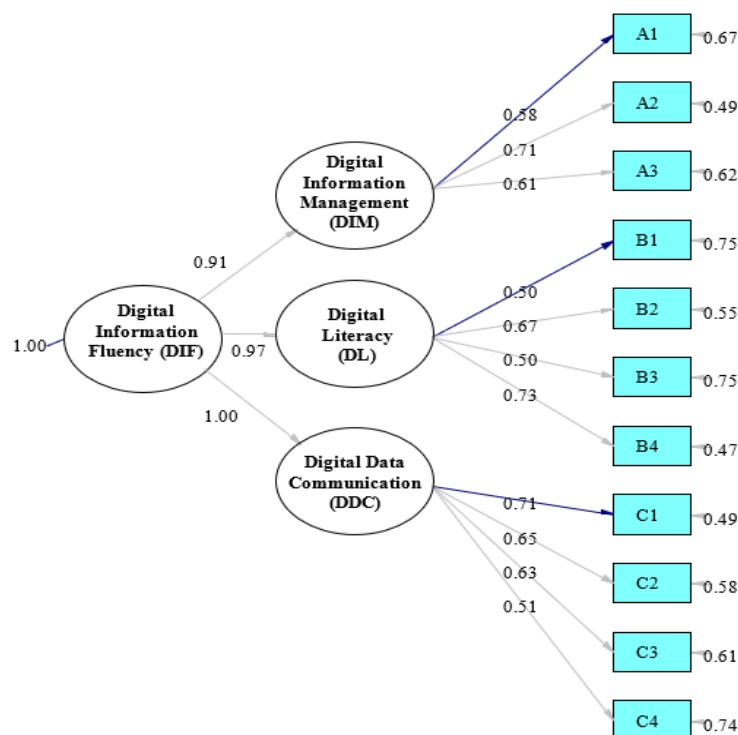 A1
0.67
0.58
A2
0.49
0.71
Digital
Information
Management
(DIM)
A3
0.62
0.61
0.91
B1
0.75
0.50
Digital
Information
Fluency (DIF)
1.00
0.97
Digital
Literacy
(DL)
B2
0.55
0.67
0.50
B3
0.75
0.73
1.00
B4
0.47
Digital Data
Communication
(DDC)
0.71
C1
0.49
0.65
0.63
C2
0.58
0.51
C3
0.61
C4
0.74